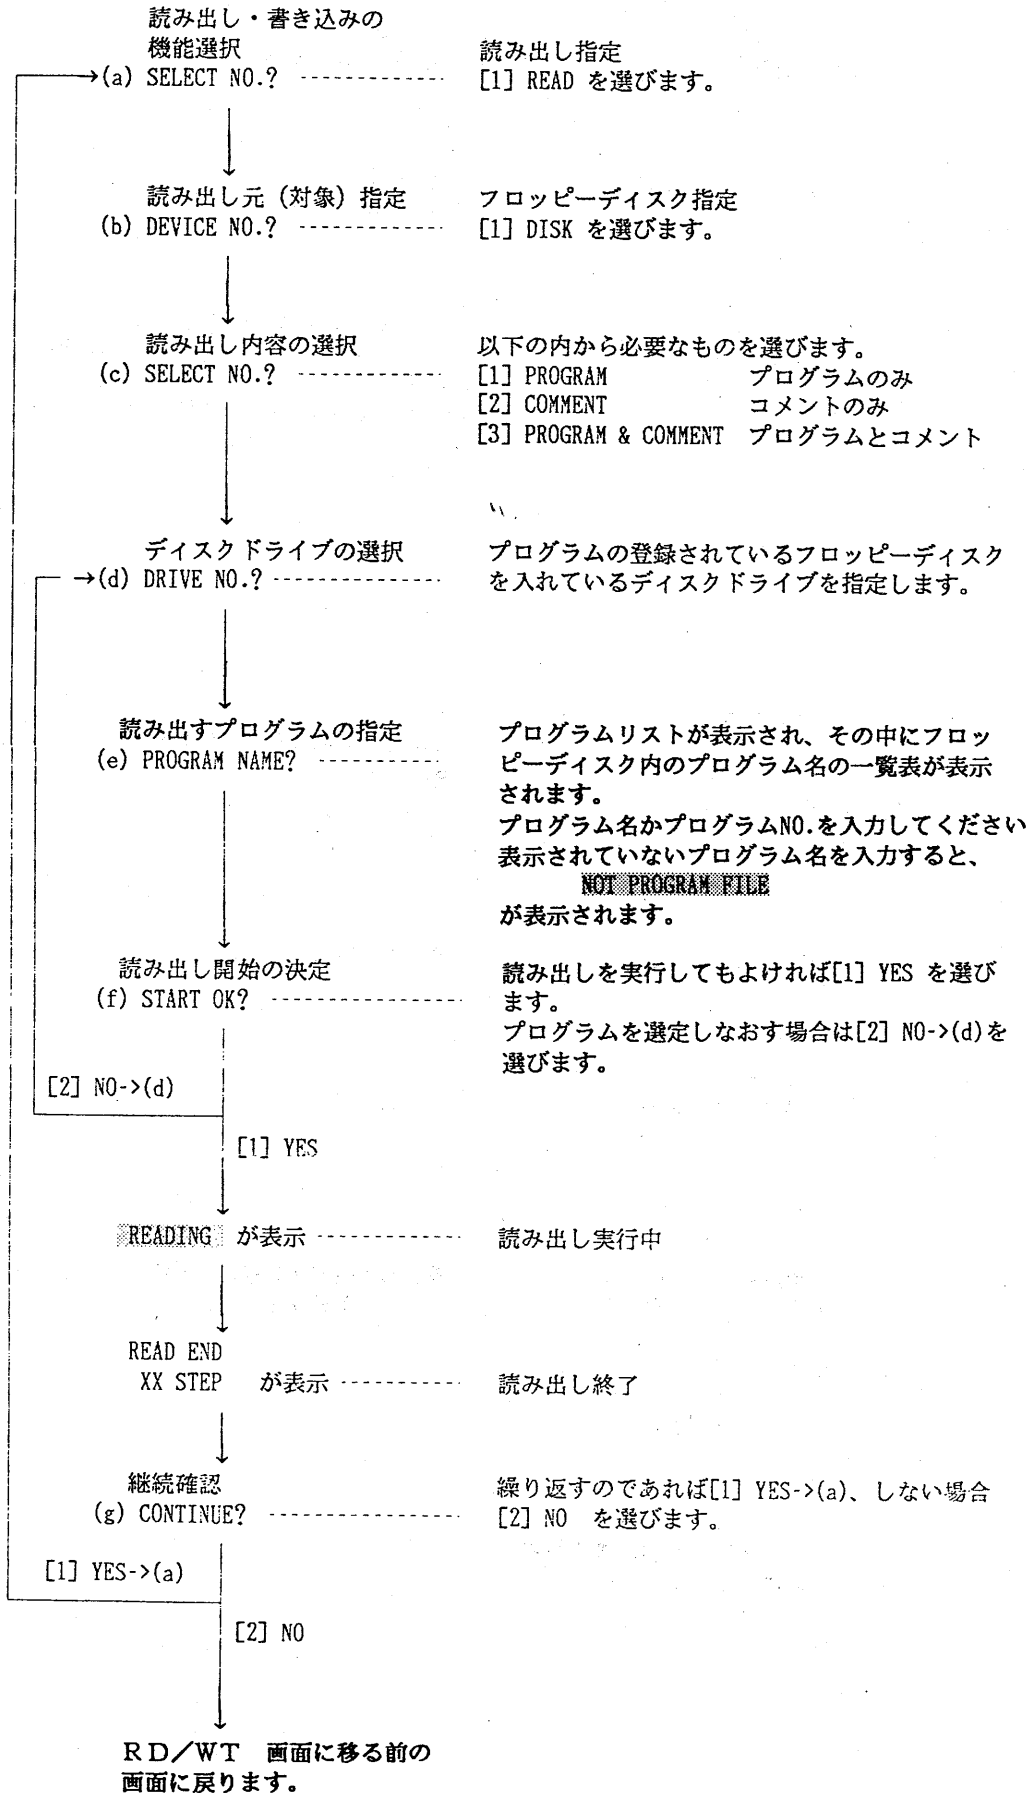 読み出し・書き込みの
機能選択
読み出し指定
(a) SELECT NO.?
[1] READ を選びます。
読み出し元（対象）指定
フロッピーディスク指定
(b) DEVICE NO.?
[1] DISK を選びます。
読み出し内容の選択
以下の内から必要なものを選びます。
(c) SELECT NO.?
[1] PROGRAM プログラムのみ
[2] COMMENT コメントのみ
[3] PROGRAM & COMMENT プログラムとコメント
ディスクドライブの選択
プログラムの登録されているフロッピーディスク
(d) DRIVE NO.?
を入れているディスクドライブを指定します。
読み出すプログラムの指定
プログラムリストが表示され、その中にフロッ
(e) PROGRAM NAME?
ピーディスク内のプログラム名の一覧表が表示
されます。
プログラム名かプログラムNO.を入力してください
表示されていないプログラム名を入力すると、
NOT PROGRAM FILE
が表示されます。
読み出し開始の決定
読み出しを実行してもよければ[1] YES を選び
(f) START OK?
ます。
プログラムを選定しなおす場合は[2] NO->(d)を
選びます。
[2] NO->(d)
[1] YES
READING が表示
読み出し実行中
READ END
XX STEP が表示
読み出し終了
継続確認
繰り返すのであれば[1] YES->(a)、しない場合
(g) CONTINUE?
[2] NO を選びます。
[1] YES->(a)
[2] NO
ＲＤ／ＷＴ 画面に移る前の
画面に戻ります。